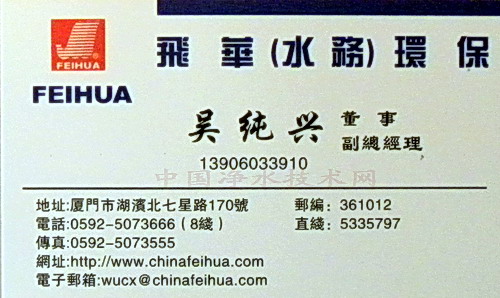 FEIHUA
飛華(水務)環保
FEIHUA
吴纯兴 董事
副總經理
13906033910
中国净水技术网
地址:厦門市湖濱北七星路170號 郵編:361012
電話:0592-5073666(8綫) 直綫:5335797
傳真:0592-5073555
網址:http://www.chinafeihua.com
電子郵箱:wucx@chinafeihua.com